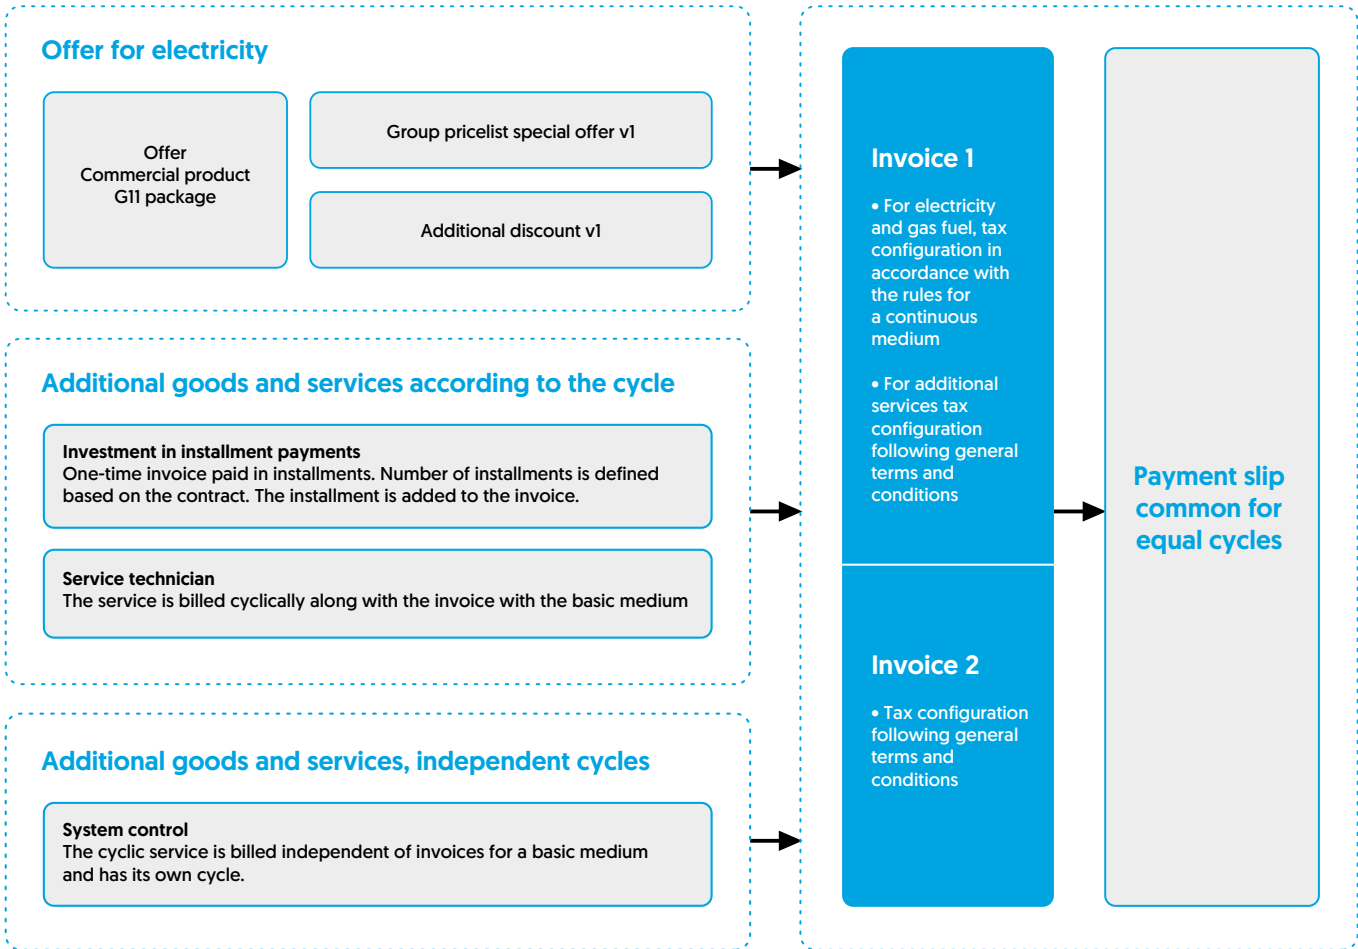 Offer for electricity
Offer
Commercial product
G11 package
Group pricelist special offer v1
Additional discount v1
Additional goods and services according to the cycle
Investment in installment payments
One-time invoice paid in installments. Number of installments is defined
based on the contract. The installment is added to the invoice.
Service technician
The service is billed cyclically along with the invoice with the basic medium
Additional goods and services, independent cycles
System control
The cyclic service is billed independent of invoices for a basic medium
and has its own cycle.
Invoice 1
• For electricity
and gas fuel, tax
configuration in
accordance with
the rules for
a continuous
medium
• For additional
services tax
configuration
following general
terms and
conditions
Invoice 2
• Tax configuration
following general
terms and
conditions
Payment slip
common for
equal cycles